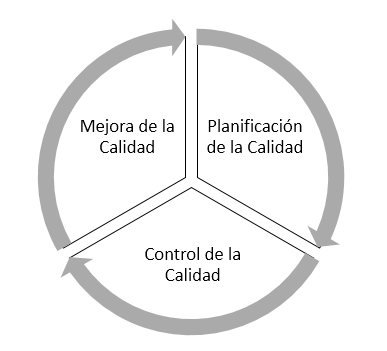 Mejora de la
Calidad
Planificación
de la Calidad
Control de la
Calidad